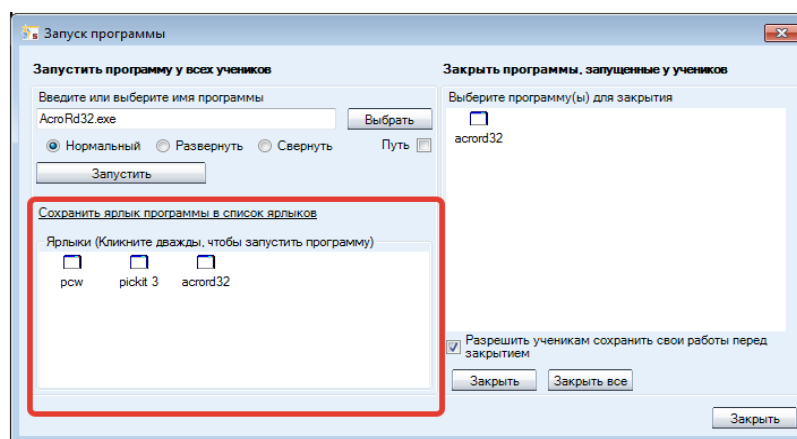 Запуск программы
Запустить программу у всех учеников
Введите или выберите имя программы
AcroRd32.exe
Выбрать
Нормальный
Развернуть
Свернуть
Путь
Запустить
Сохранить ярлык программы в список ярлыков
Ярлыки (Кликните дважды, чтобы запустить программу)
pcw
pickit 3
acrord32
Закрыть программы, запущенные у учеников
Выберите программу(ы) для закрытия
acrord32
Разрешить ученикам сохранить свои работы перед
закрытием
Закрыть
Закрыть все
Закрыть